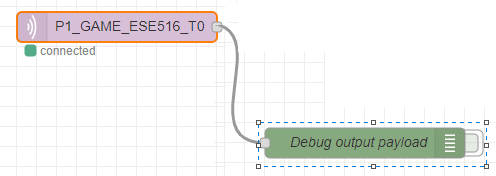 P1_GAME_ESE516_T0
connected
Debug output payload